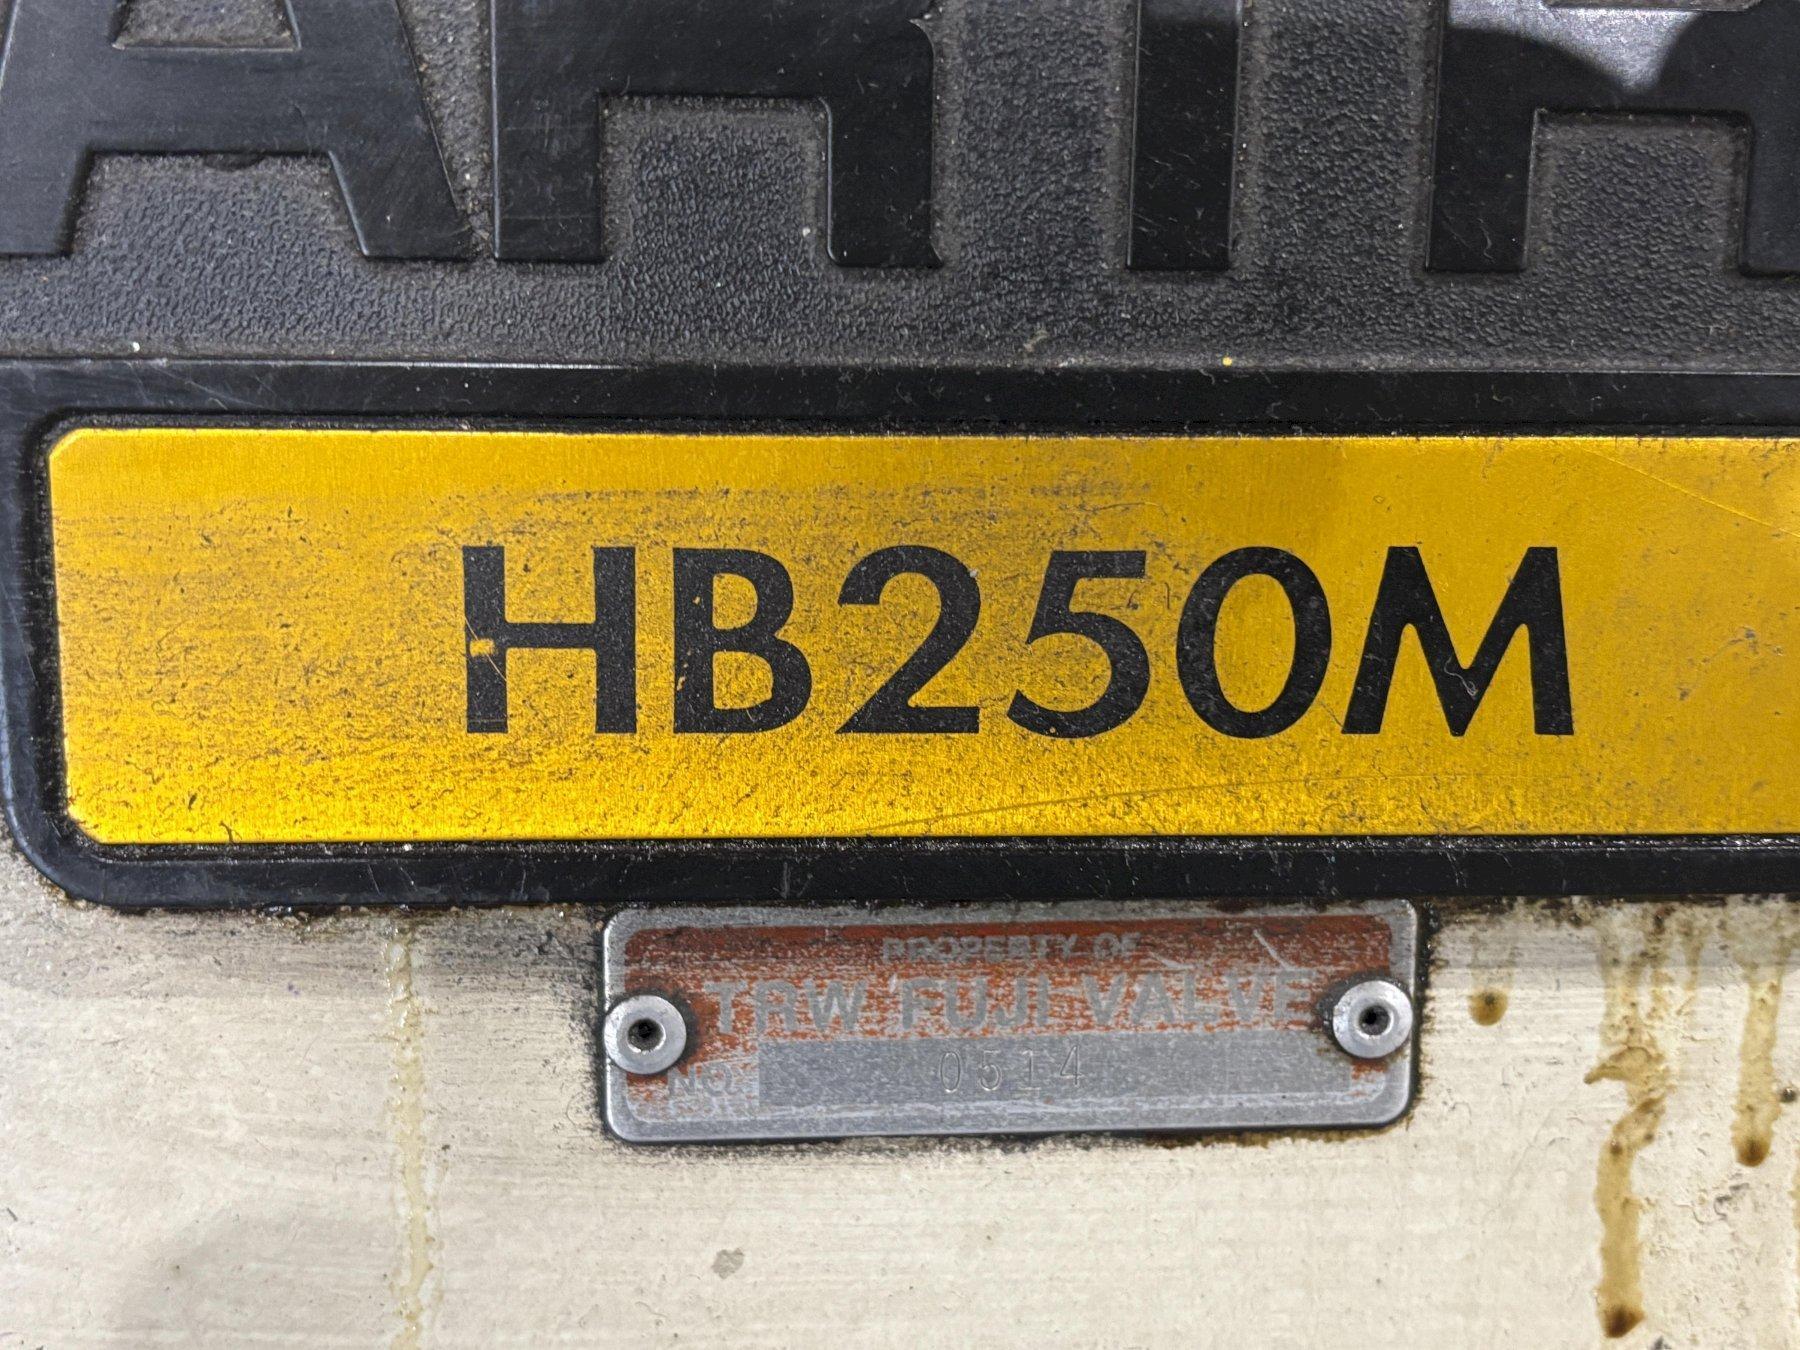 HB250M
PROPERTY OF
TRW FUJI VALVE
NO. 0514